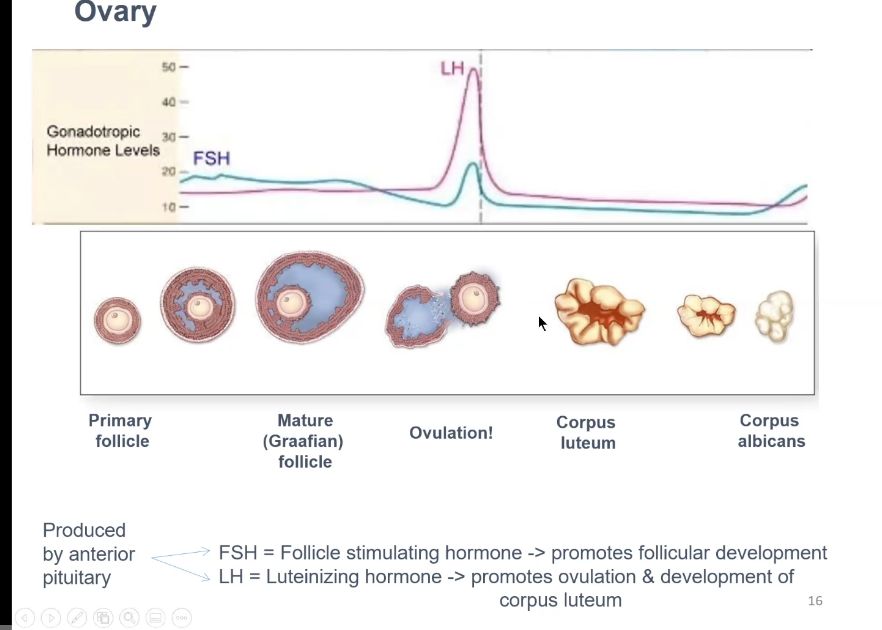 Ovary
50
LH
40
Gonadotropic
Hormone Levels
30
FSH
20
10
Primary
follicle
Mature
(Graafian)
follicle
Ovulation!
Corpus
luteum
Corpus
albicans
Produced
by anterior
pituitary
FSH = Follicle stimulating hormone -> promotes follicular development
LH = Luteinizing hormone -> promotes ovulation & development of
corpus luteum
16